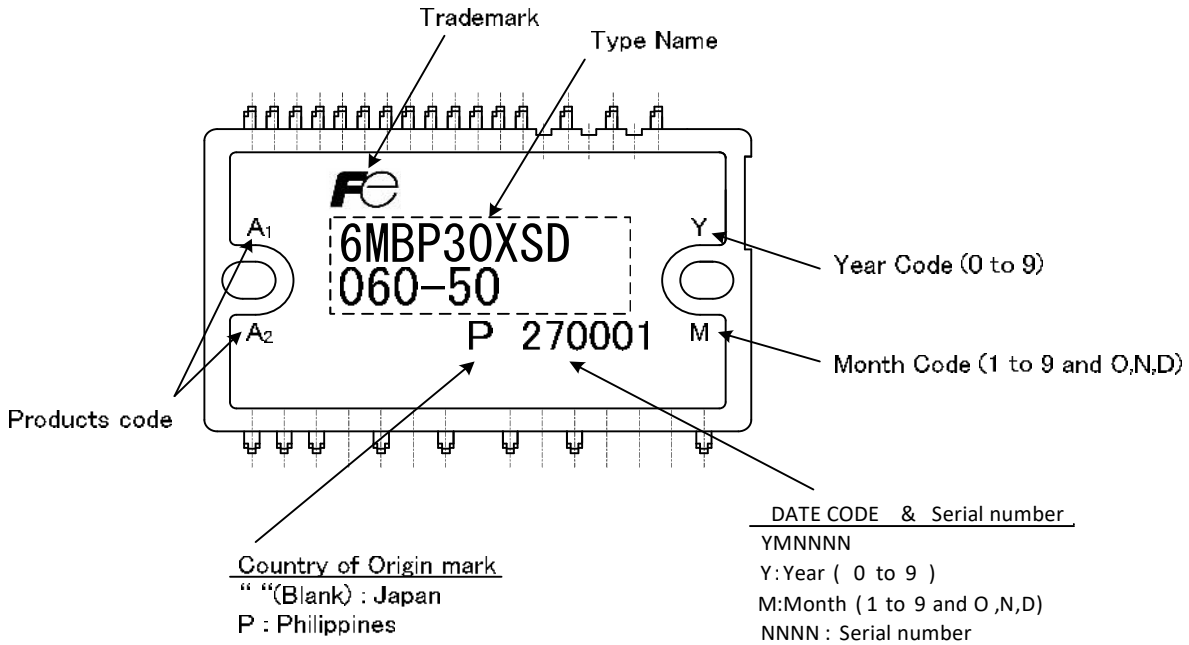 Trademark
Type Name
Fe
A1
6MBP30XSD
060-50
Y
Year Code (0 to 9)
A2
P 270001
M
Month Code (1 to 9 and O,N,D)
Products code
Country of Origin mark
“ “(Blank) : Japan
P : Philippines
DATE CODE & Serial number
YMNNNN
Y:Year ( 0 to 9 )
M:Month ( 1 to 9 and O ,N,D)
NNNN : Serial number